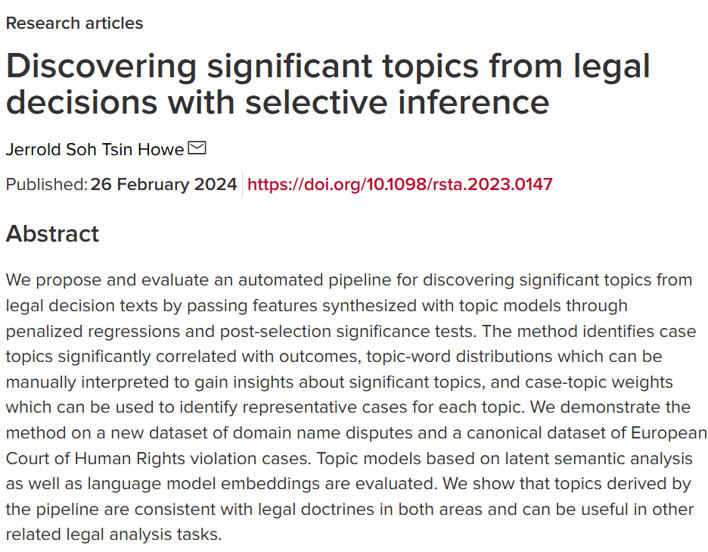 Research articles
Discovering significant topics from legal
decisions with selective inference
Jerrold Soh Tsin Howe
Published: 26 February 2024 https://doi.org/10.1098/rsta.2023.0147
Abstract
We propose and evaluate an automated pipeline for discovering significant topics from
legal decision texts by passing features synthesized with topic models through
penalized regressions and post-selection significance tests. The method identifies case
topics significantly correlated with outcomes, topic-word distributions which can be
manually interpreted to gain insights about significant topics, and case-topic weights
which can be used to identify representative cases for each topic. We demonstrate the
method on a new dataset of domain name disputes and a canonical dataset of European
Court of Human Rights violation cases. Topic models based on latent semantic analysis
as well as language model embeddings are evaluated. We show that topics derived by
the pipeline are consistent with legal doctrines in both areas and can be useful in other
related legal analysis tasks.